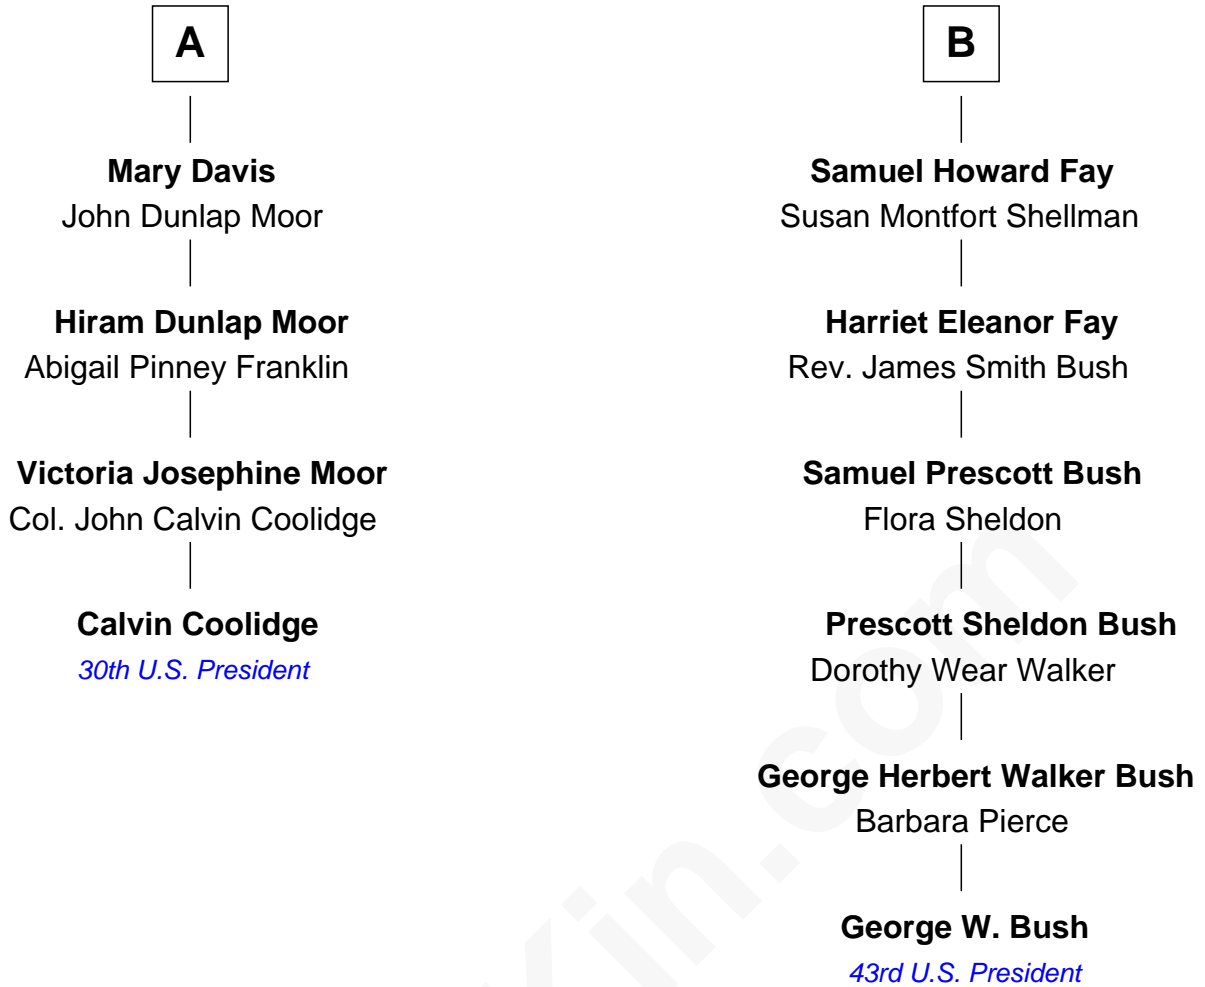 A
Mary Davis
John Dunlap Moor
Hiram Dunlap Moor
Abigail Pinney Franklin
Victoria Josephine Moor
Col. John Calvin Coolidge
Calvin Coolidge
30th U.S. President
B
Samuel Howard Fay
Susan Montfort Shellman
Harriet Eleanor Fay
Rev. James Smith Bush
Samuel Prescott Bush
Flora Sheldon
Prescott Sheldon Bush
Dorothy Wear Walker
George Herbert Walker Bush
Barbara Pierce
George W. Bush
43rd U.S. President
Kin.com